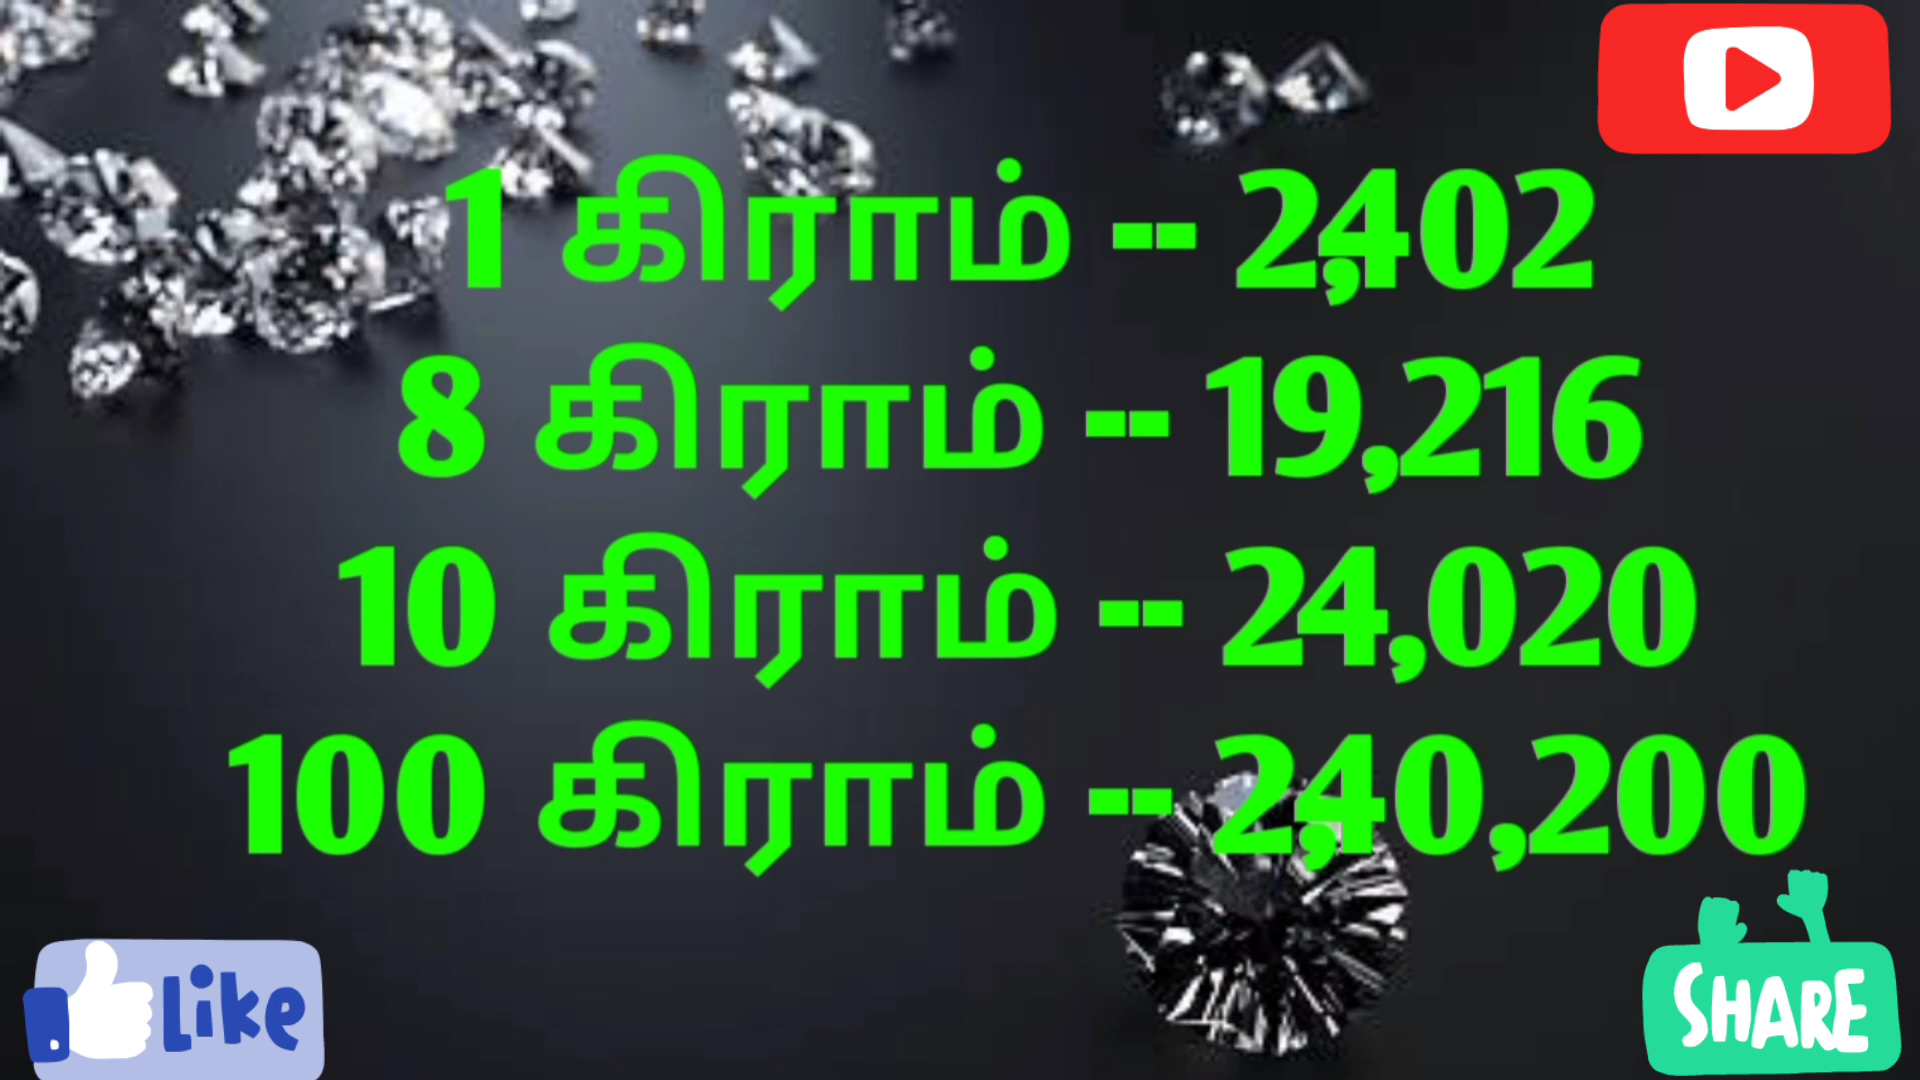 1 கிராம் -- 2,402
8 கிராம் -- 19,216
10 கிராம் -- 24,020
100 கிராம் -- 2,40,200
Like
SHARE